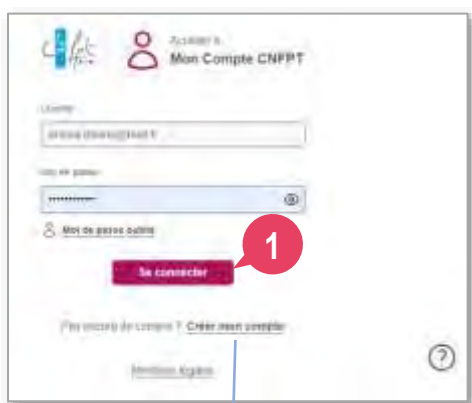 Accéder à
Mon Compte CNFPT
Mot de passe
••••••••••••
Mot de passe oublié
1
Se connecter
Pas encore de compte ? Créer mon compte
?
Mentions légales